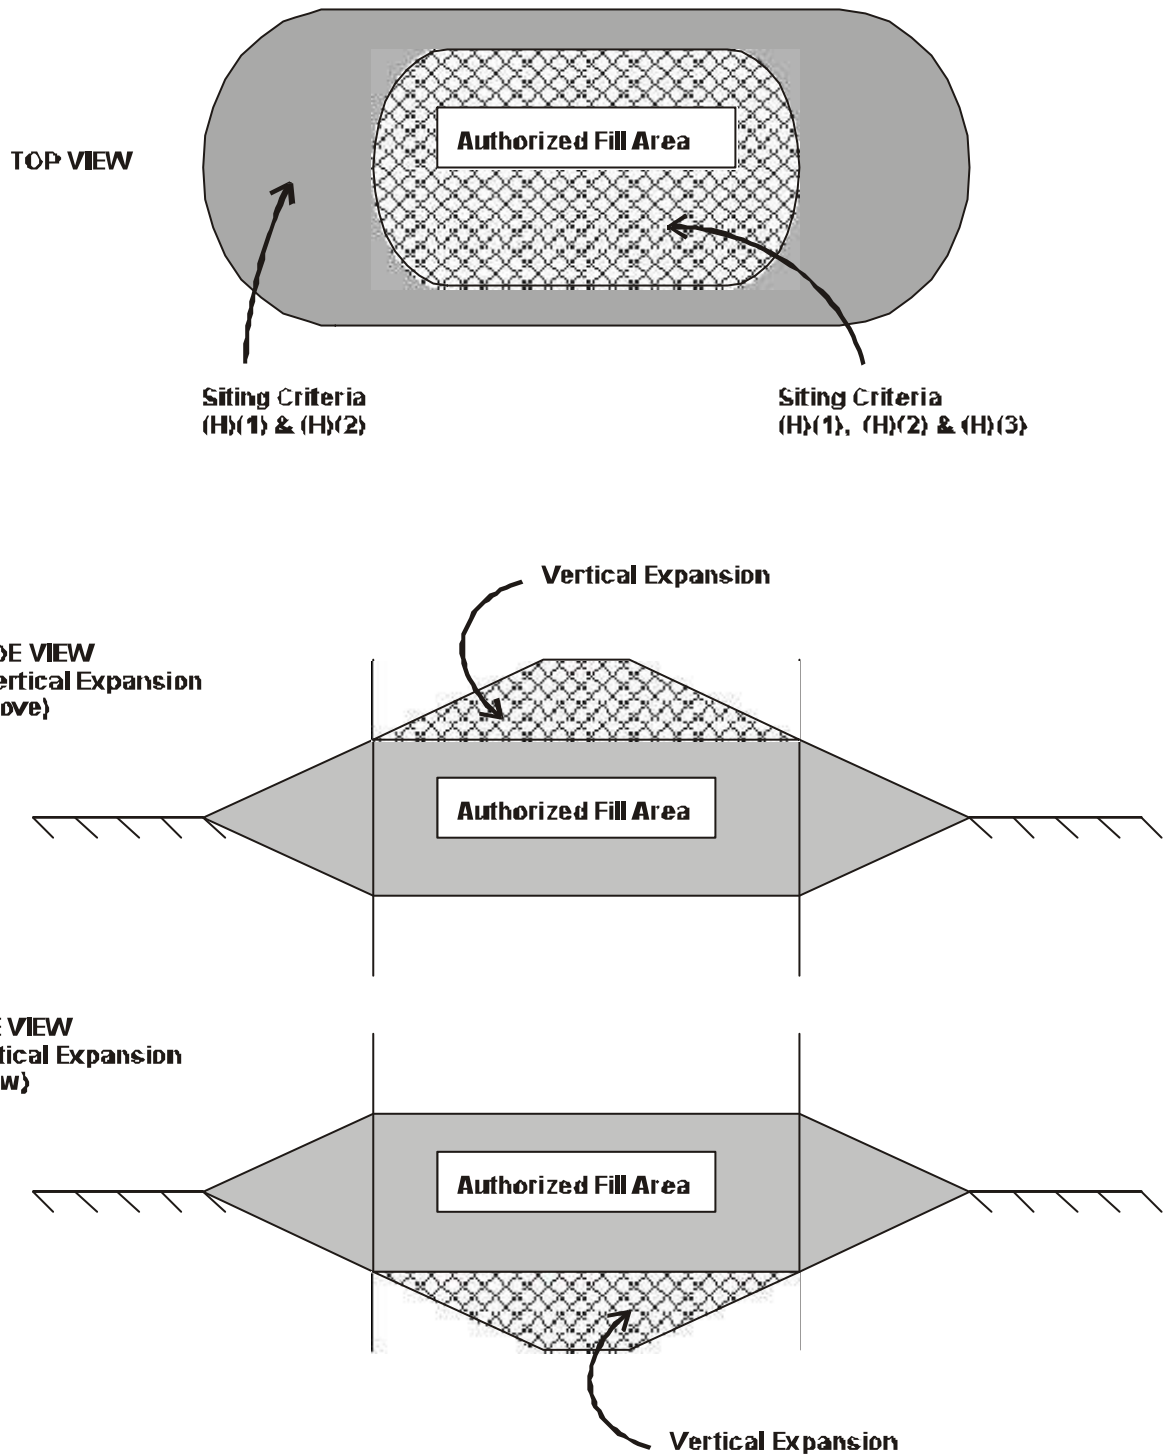 TOP VIEW
Authorized Fill Area
Siting Criteria
(H)(1) & (H)(2)
Siting Criteria
(H)(1), (H)(2) & (H)(3)
Vertical Expansion
DE VIEW
ertical Expansion
ove)
Authorized Fill Area
E VIEW
tical Expansion
w)
Authorized Fill Area
Vertical Expansion